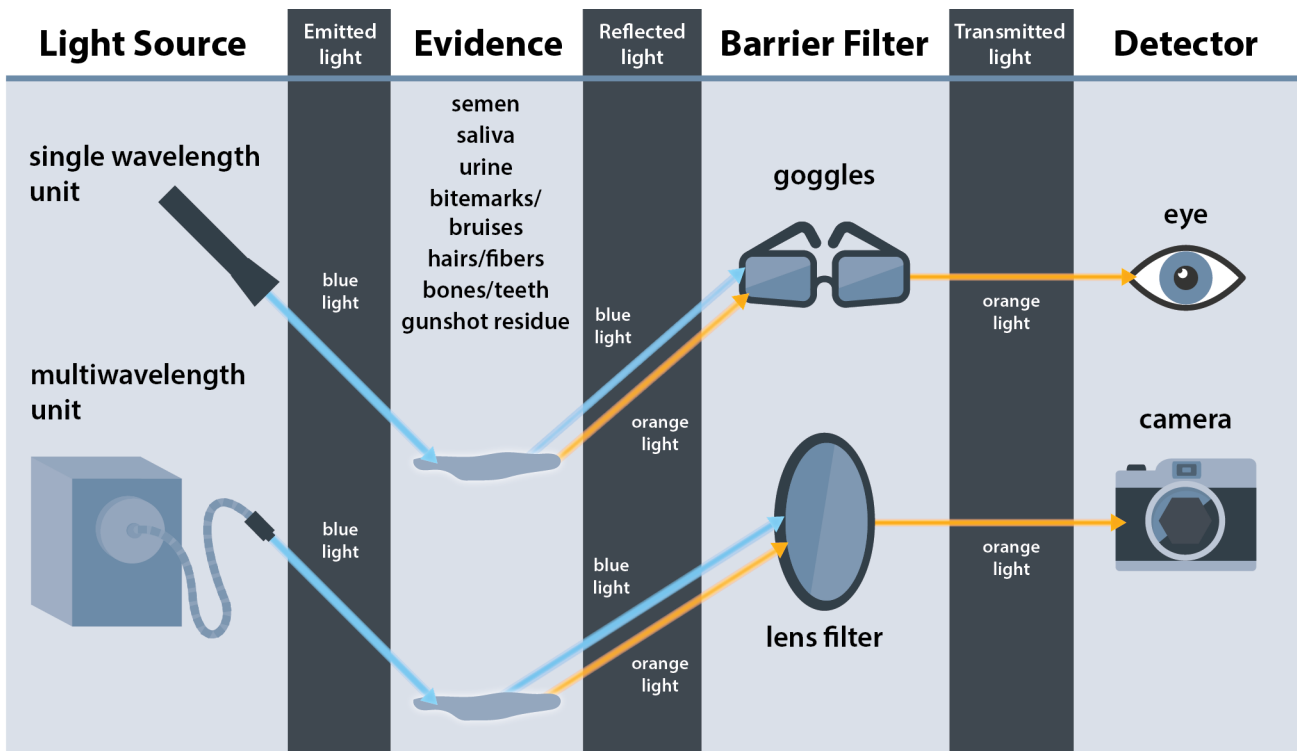 Light Source
Emitted
light
Evidence
Reflected
light
Barrier Filter
Transmitted
light
Detector
single wavelength
unit
blue
light
semen
saliva
urine
bitemarks/
bruises
hairs/fibers
bones/teeth
gunshot residue
blue
light
orange
light
goggles
orange
light
eye
multiwavelength
unit
blue
light
blue
light
orange
light
lens filter
orange
light
camera